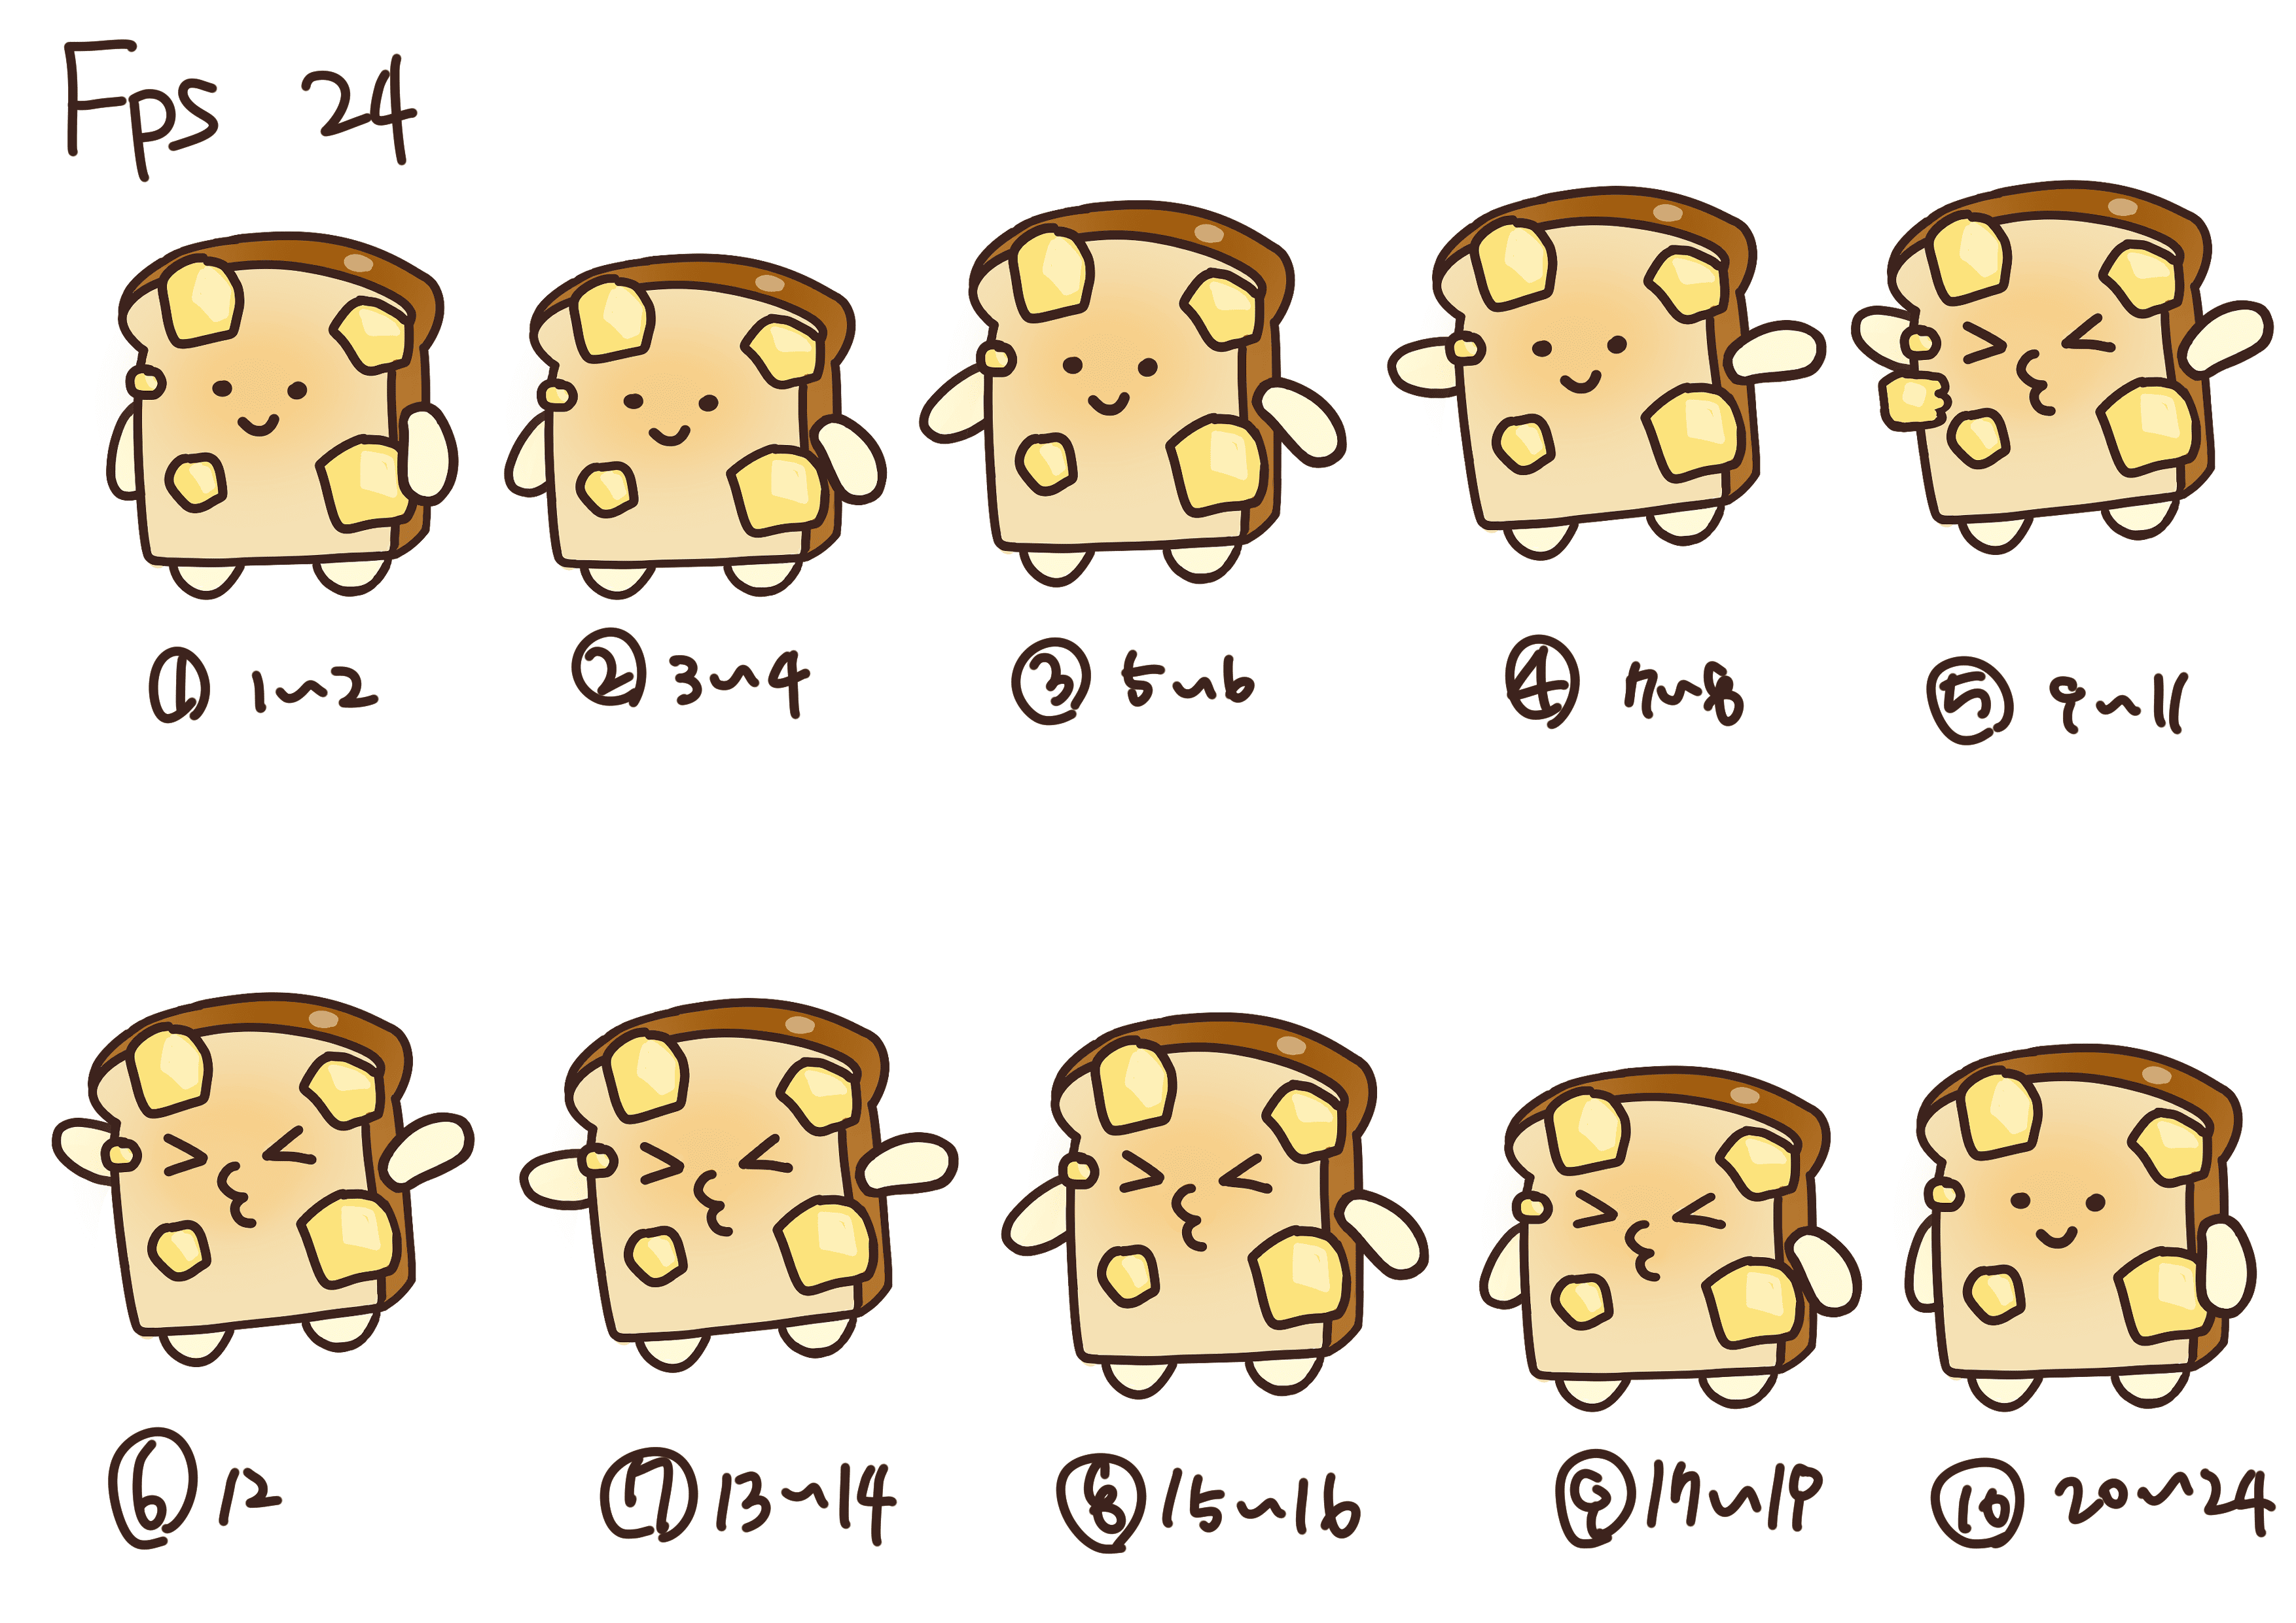 Fps 24
① 1~2 ② 3~4 ③ 5~6 ④ 7~8 ⑤ 9~11
⑥ 12 ⑦ 13~14 ⑧ 15~16 ⑨ 17~19 ⑩ 20~24